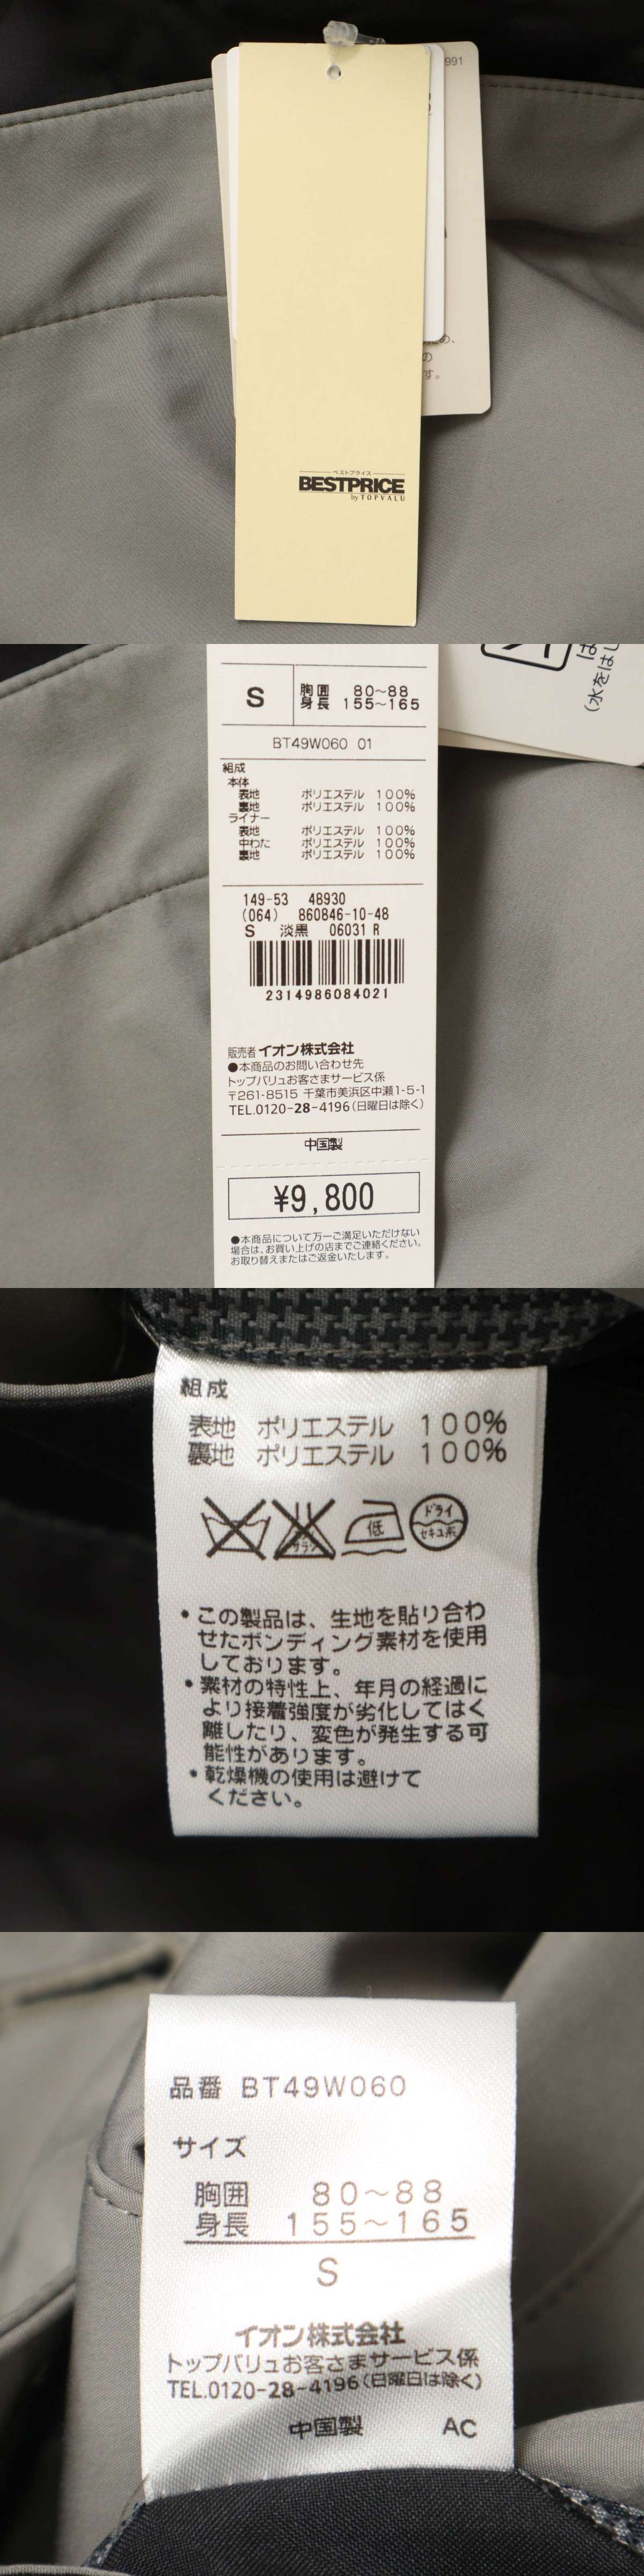 991
め、
の
す。
ベストプライス
BESTPRICE
by TOPVALU
S
胸囲 80~88
身長 155~165
BT49W060 01
組成
本体
表地 ポリエステル 100%
裏地 ポリエステル 100%
ライナー
表地 ポリエステル 100%
中わた ポリエステル 100%
裏地 ポリエステル 100%
149-53 48930
(064) 860846-10-48
S 淡黒 06031 R
2314986084021
販売者 イオン株式会社
●本商品のお問い合わせ先
トップバリュお客さまサービス係
〒261-8515 千葉市美浜区中瀬1-5-1
TEL.0120-28-4196(日曜日は除く)
中国製
¥9,800
●本商品について万一ご満足いただけない
場合は、お買い上げの店までご連絡ください。
お取り替えまたはご返金いたします。
は
(水をはじ
組成
表地 ポリエステル 100%
裏地 ポリエステル 100%
サラシ
低
ドライ
セキユ系
・この製品は、生地を貼り合わ
せたボンディング素材を使用
しております。
・素材の特性上、年月の経過に
より接着強度が劣化してはく
離したり、変色が発生する可
能性があります。
・乾燥機の使用は避けて
ください。
品番 BT49W060
サイズ
胸囲 80~88
身長 155~165
S
イオン株式会社
トップバリュお客さまサービス係
TEL.0120-28-4196(日曜日は除く)
中国製 AC